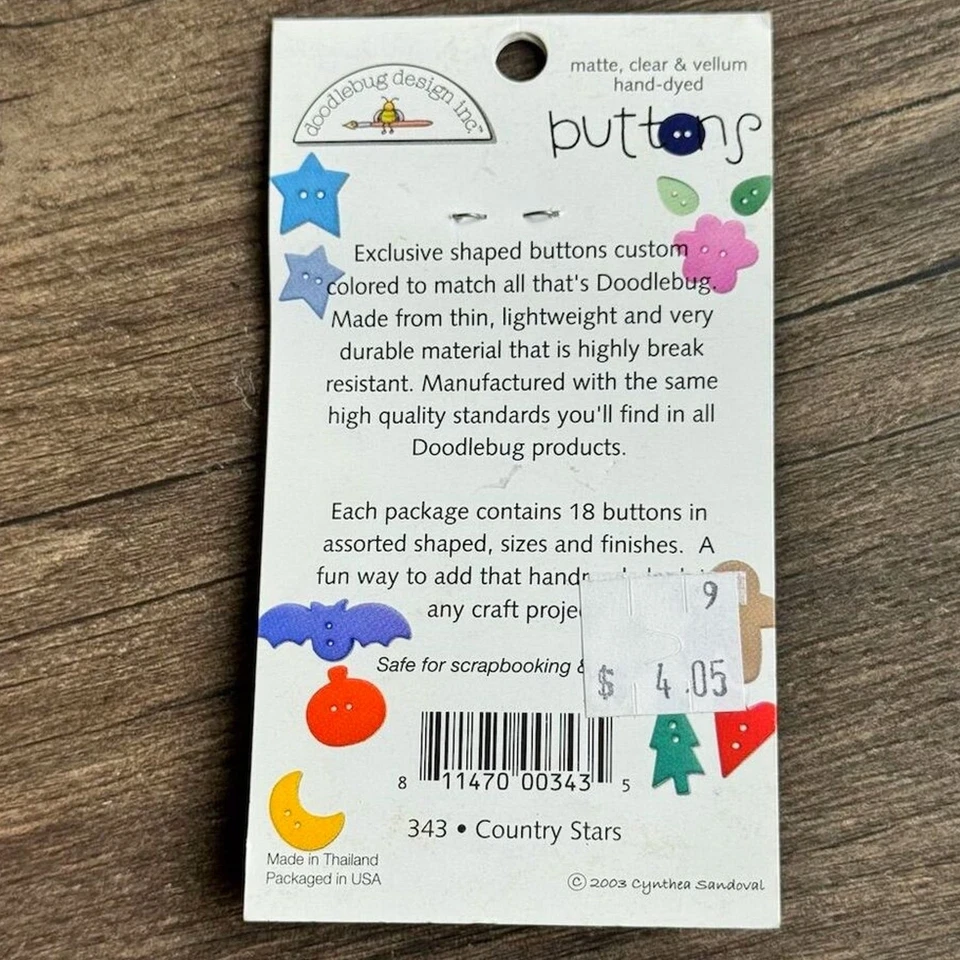 doodlebug design inc.™
matte, clear & vellum
hand-dyed
buttons
Exclusive shaped buttons custom
colored to match all that's Doodlebug.
Made from thin, lightweight and very
durable material that is highly break
resistant. Manufactured with the same
high quality standards you'll find in all
Doodlebug products.
Each package contains 18 buttons in
assorted shaped, sizes and finishes. A
fun way to add that
any craft
Safe for scrapbooking
9
$ 4.05
8 11470 00343 5
343 • Country Stars
Made in Thailand
Packaged in USA
© 2003 Cynthea Sandoval